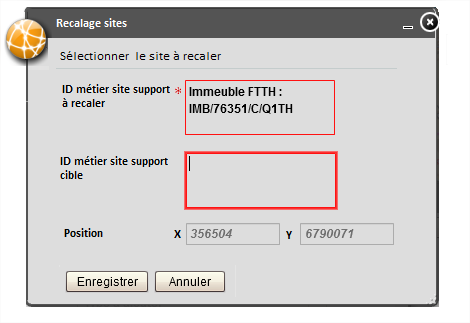 Recalage sites
Sélectionner le site à recaler
ID métier site support
à recaler
*
Immeuble FTTH :
IMB/76351/C/Q1TH
ID métier site support
cible
Position X 356504 Y 6790071
Enregistrer Annuler